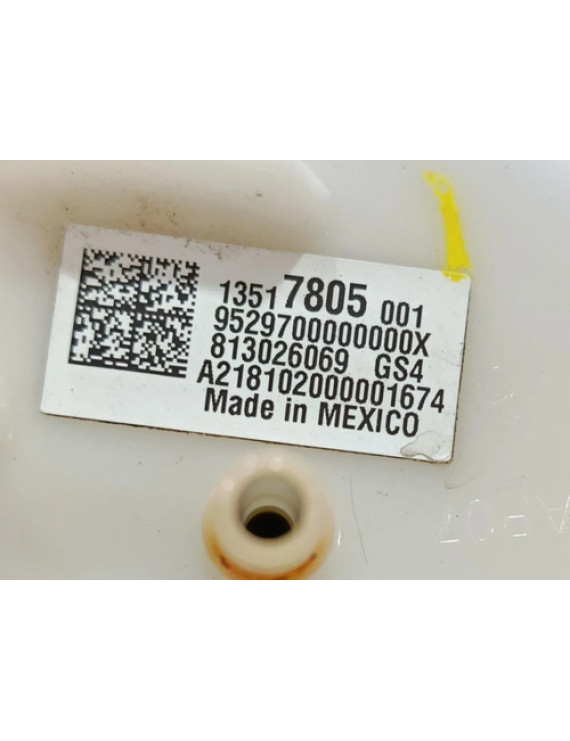 13517805 001
9529700000000X
813026069 GS4
A218102000001674
Made in MEXICO